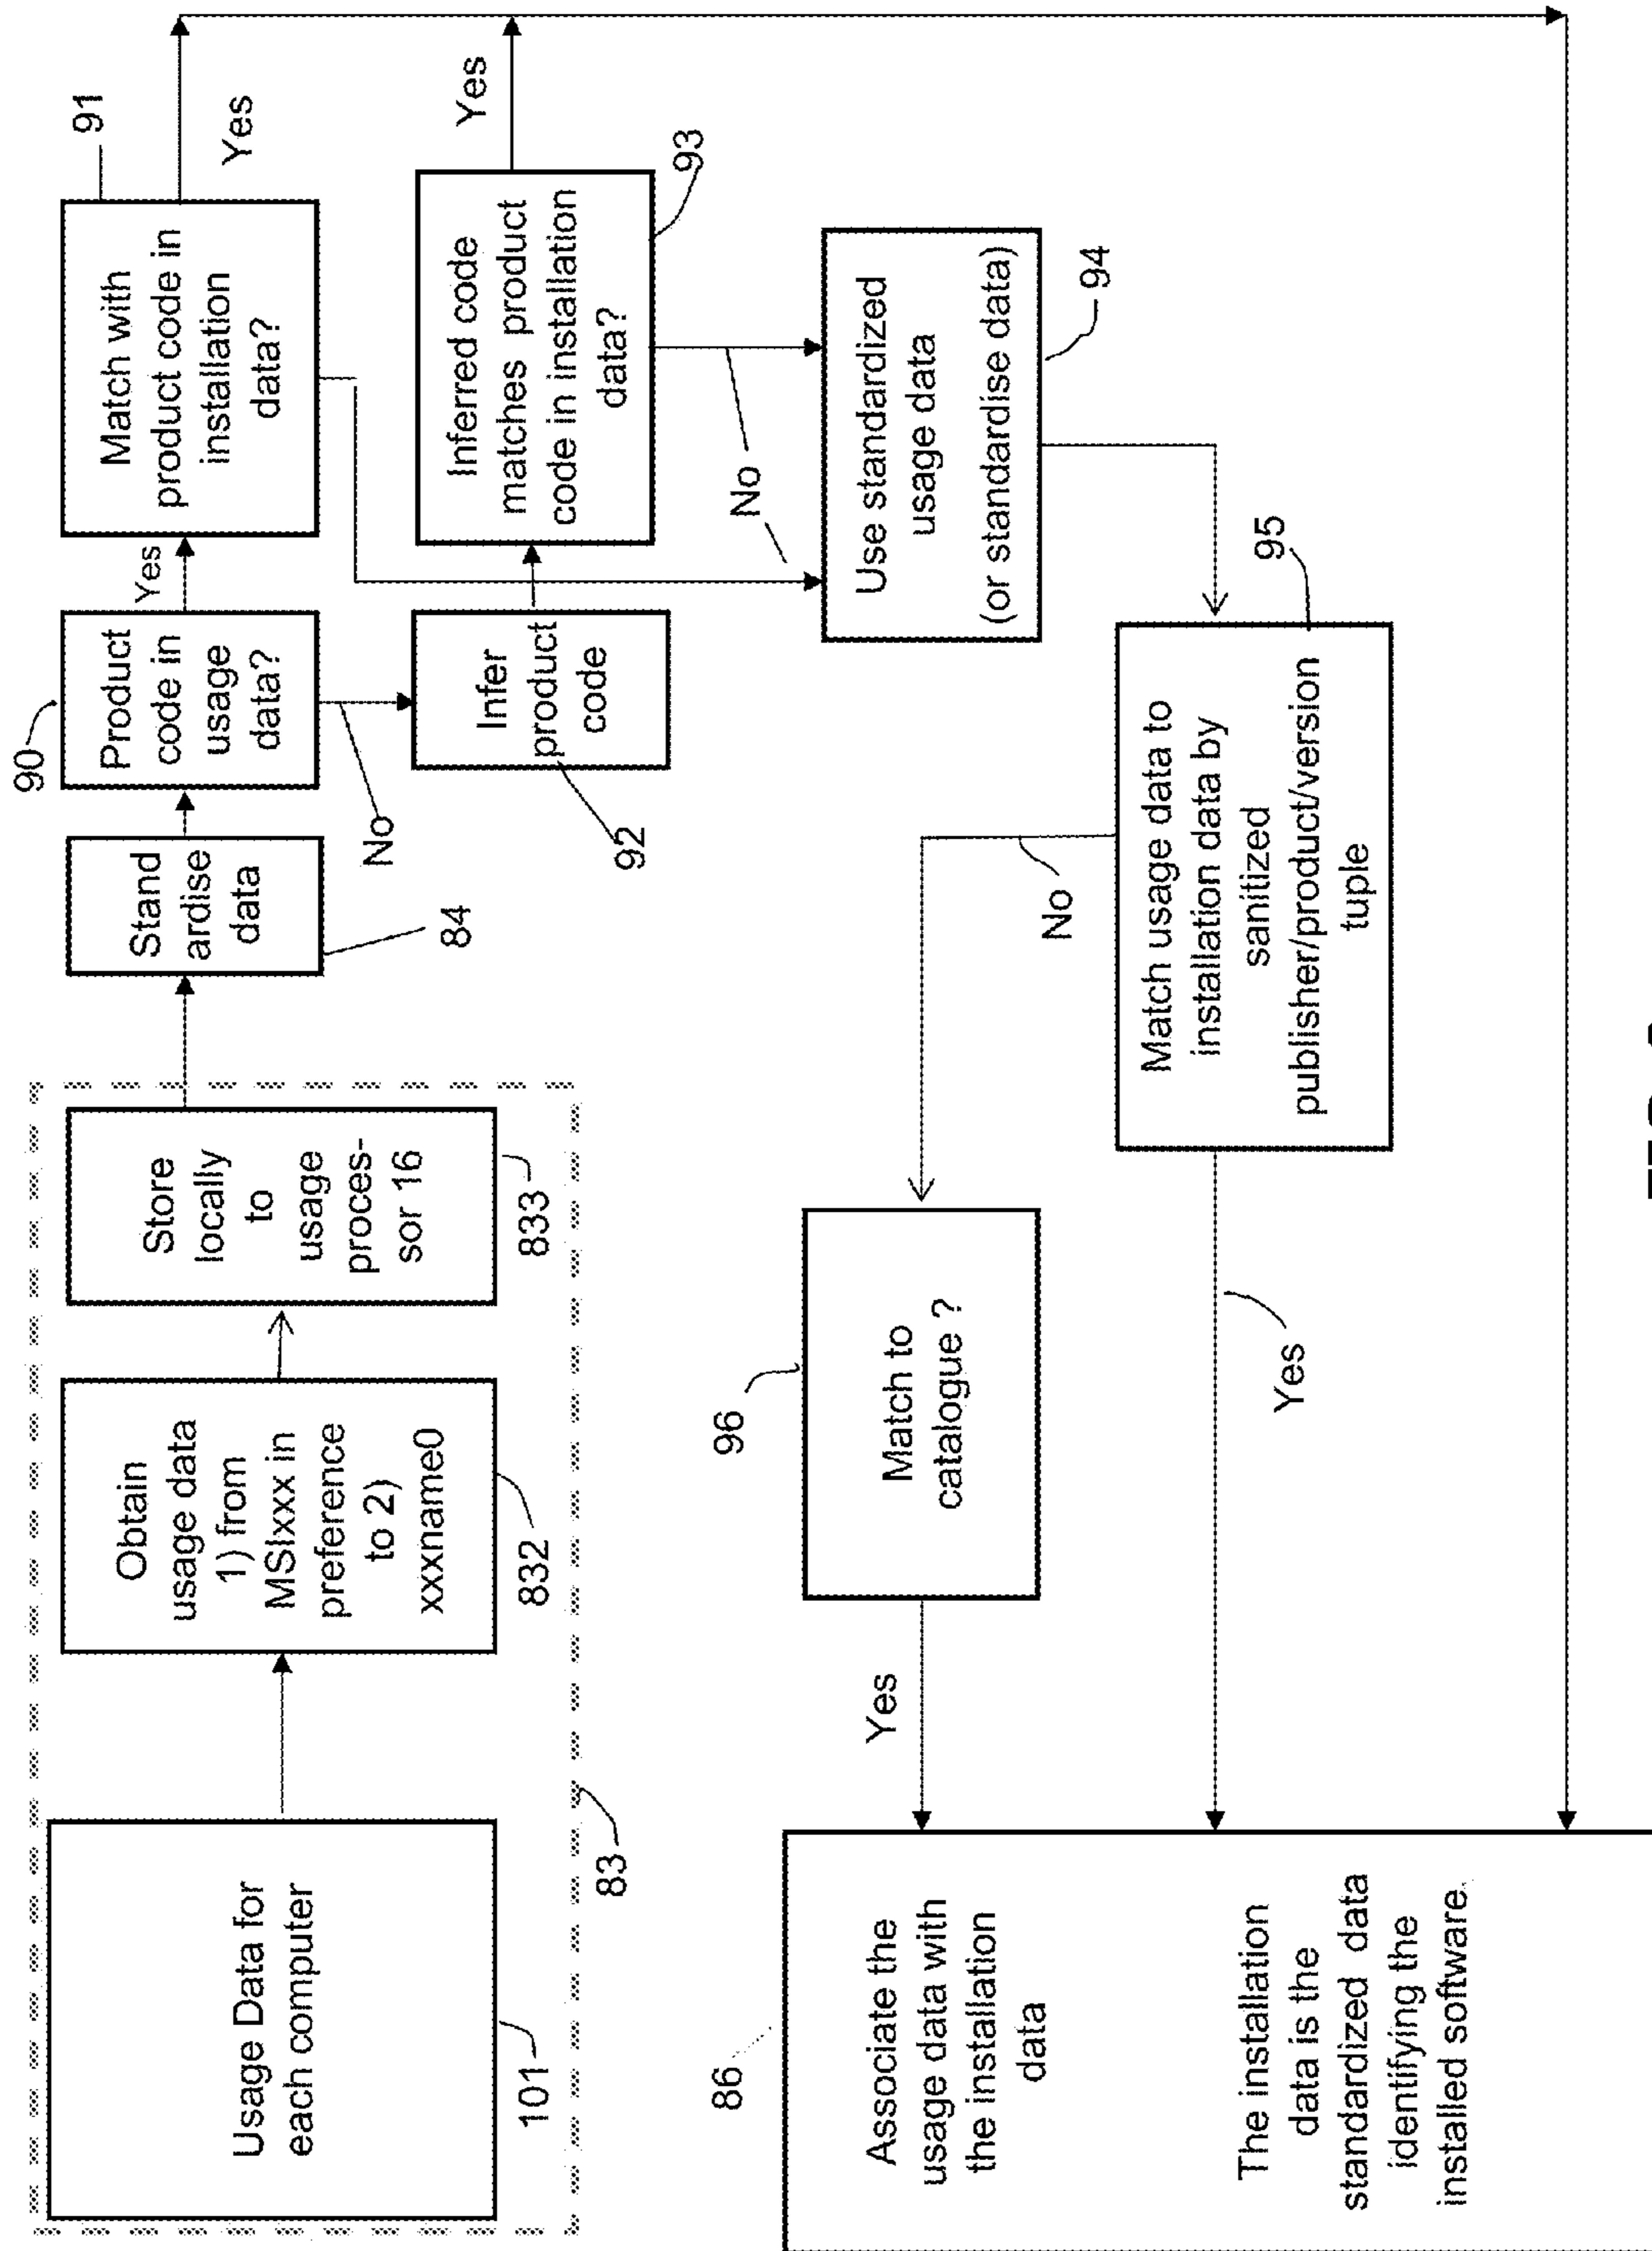 Usage Data for
each computer
101
Obtain
usage data
1) from
MSIxxx in
preference
to 2)
xxxname0
832
Store
locally
to
usage
proces-
sor 16
833
83
Stand
ardise
data
84
90
Product
code in
usage
data?
Yes
No
91
Match with
product code in
installation
data?
Yes
Infer
product
code
92
Inferred code
matches product
code in installation
data?
93
Yes
No
Use standardized
usage data
(or standardise data)
94
Match usage data to
installation data by
sanitized
publisher/product/version
tuple
95
No
Yes
96
Match to
catalogue ?
Yes
86
Associate the
usage data with
the installation
data
The installation
data is the
standardized data
identifying the
installed software.